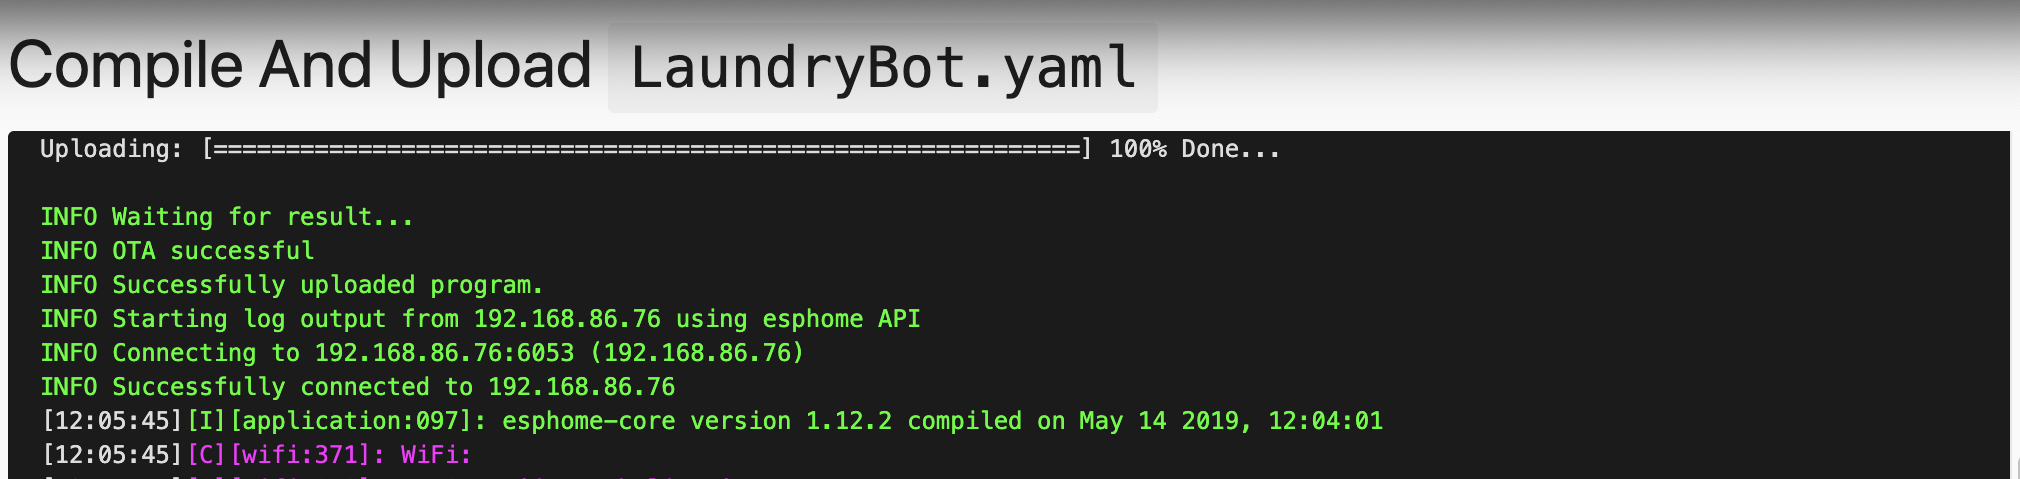 Compile And Upload LaundryBot.yaml
Uploading: [============================================================] 100% Done...
INFO Waiting for result...
INFO OTA successful
INFO Successfully uploaded program.
INFO Starting log output from 192.168.86.76 using esphome API
INFO Connecting to 192.168.86.76:6053 (192.168.86.76)
INFO Successfully connected to 192.168.86.76
[12:05:45][I][application:097]: esphome-core version 1.12.2 compiled on May 14 2019, 12:04:01
[12:05:45][C][wifi:371]: WiFi: